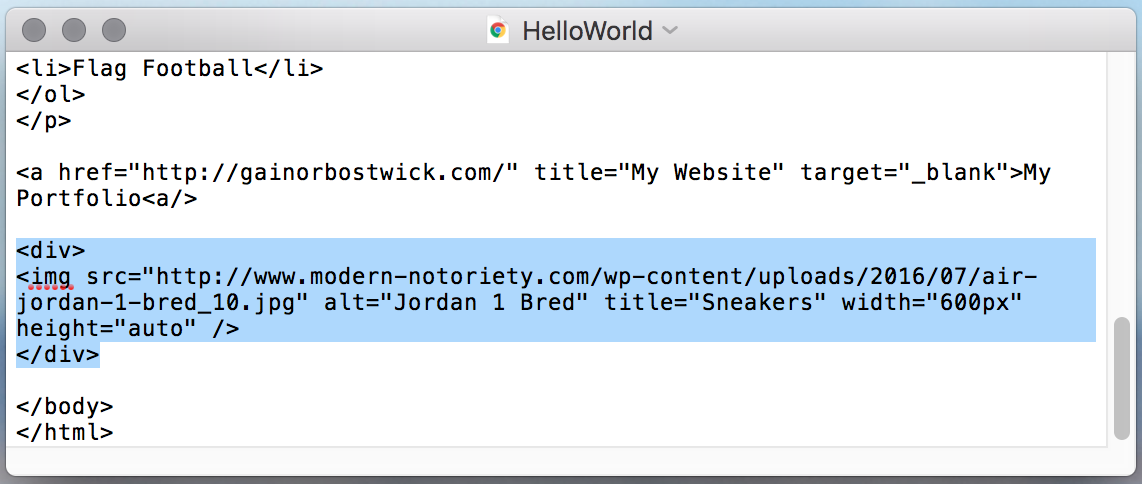 HelloWorld
<li>Flag Football</li>
</ol>
</p>
<a href="http://gainorbostwick.com/" title="My Website" target="_blank">My
Portfolio<a/>
<div>
<img src="http://www.modern-notoriety.com/wp-content/uploads/2016/07/air-
jordan-1-bred_10.jpg" alt="Jordan 1 Bred" title="Sneakers" width="600px"
height="auto" />
</div>
</body>
</html>